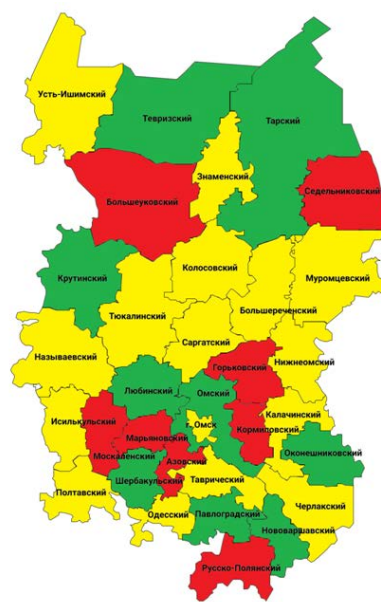 Усть-Ишимский
Тевризский
Тарский
Знаменский
Седельниковский
Большеуковский
Колосовский
Крутинский
Муромцевский
Большереченский
Тюкалинский
Саргатский
Называевский
Нижнеомский
Горьковский
Любинский
Омский
Исилькульский
Калачинский
г. Омск
Марьяновский
Кормиловский
Оконешниковский
Москаленский
Азовский
Шербакульский
Таврический
Полтавский
Черлакский
Одесский
Павлоградский
Нововаршавский
Русско-Полянский